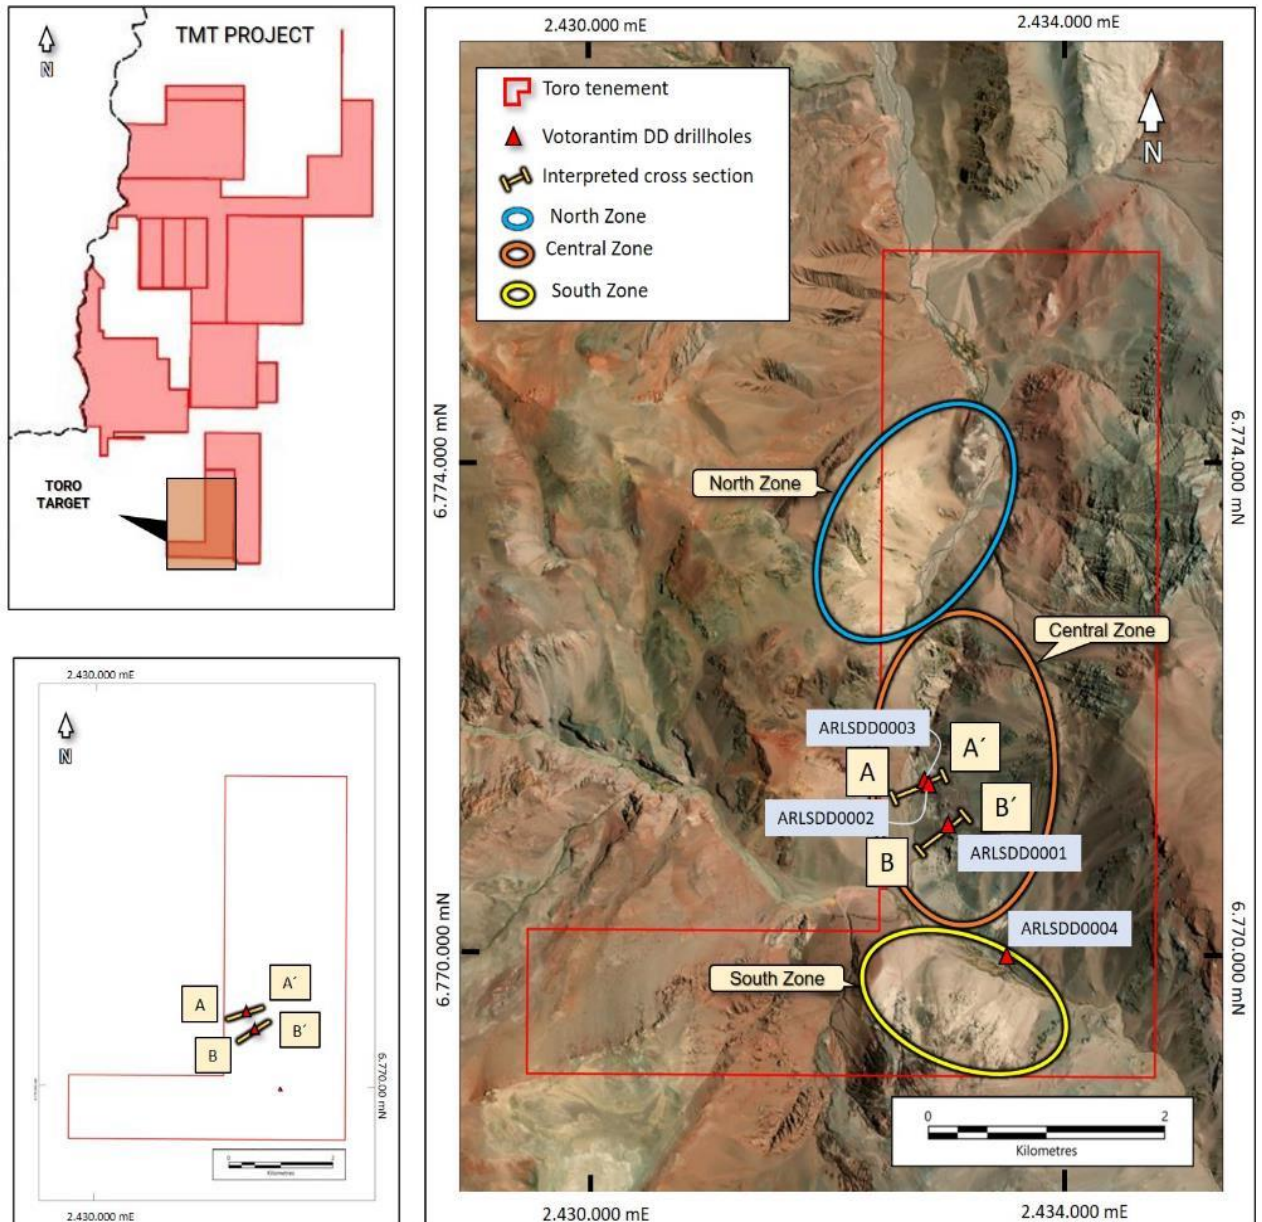 TMT PROJECT
N
TORO
TARGET
2.430.000 mE
N
A
A´
B
B´
6.770.00 mN
0
2
Kilometres
2.430.000 mE
2.430.000 mE
2.434.000 mE
Toro tenement
Votorantim DD drillholes
Interpreted cross section
North Zone
Central Zone
South Zone
N
6.774.000 mN
6.774.000 mN
North Zone
Central Zone
ARLSDD0003
A´
A
ARLSDD0002
B´
B
ARLSDD0001
ARLSDD0004
6.770.000 mN
6.770.000 mN
South Zone
0
2
Kilometres
2.430.000 mE
2.434.000 mE